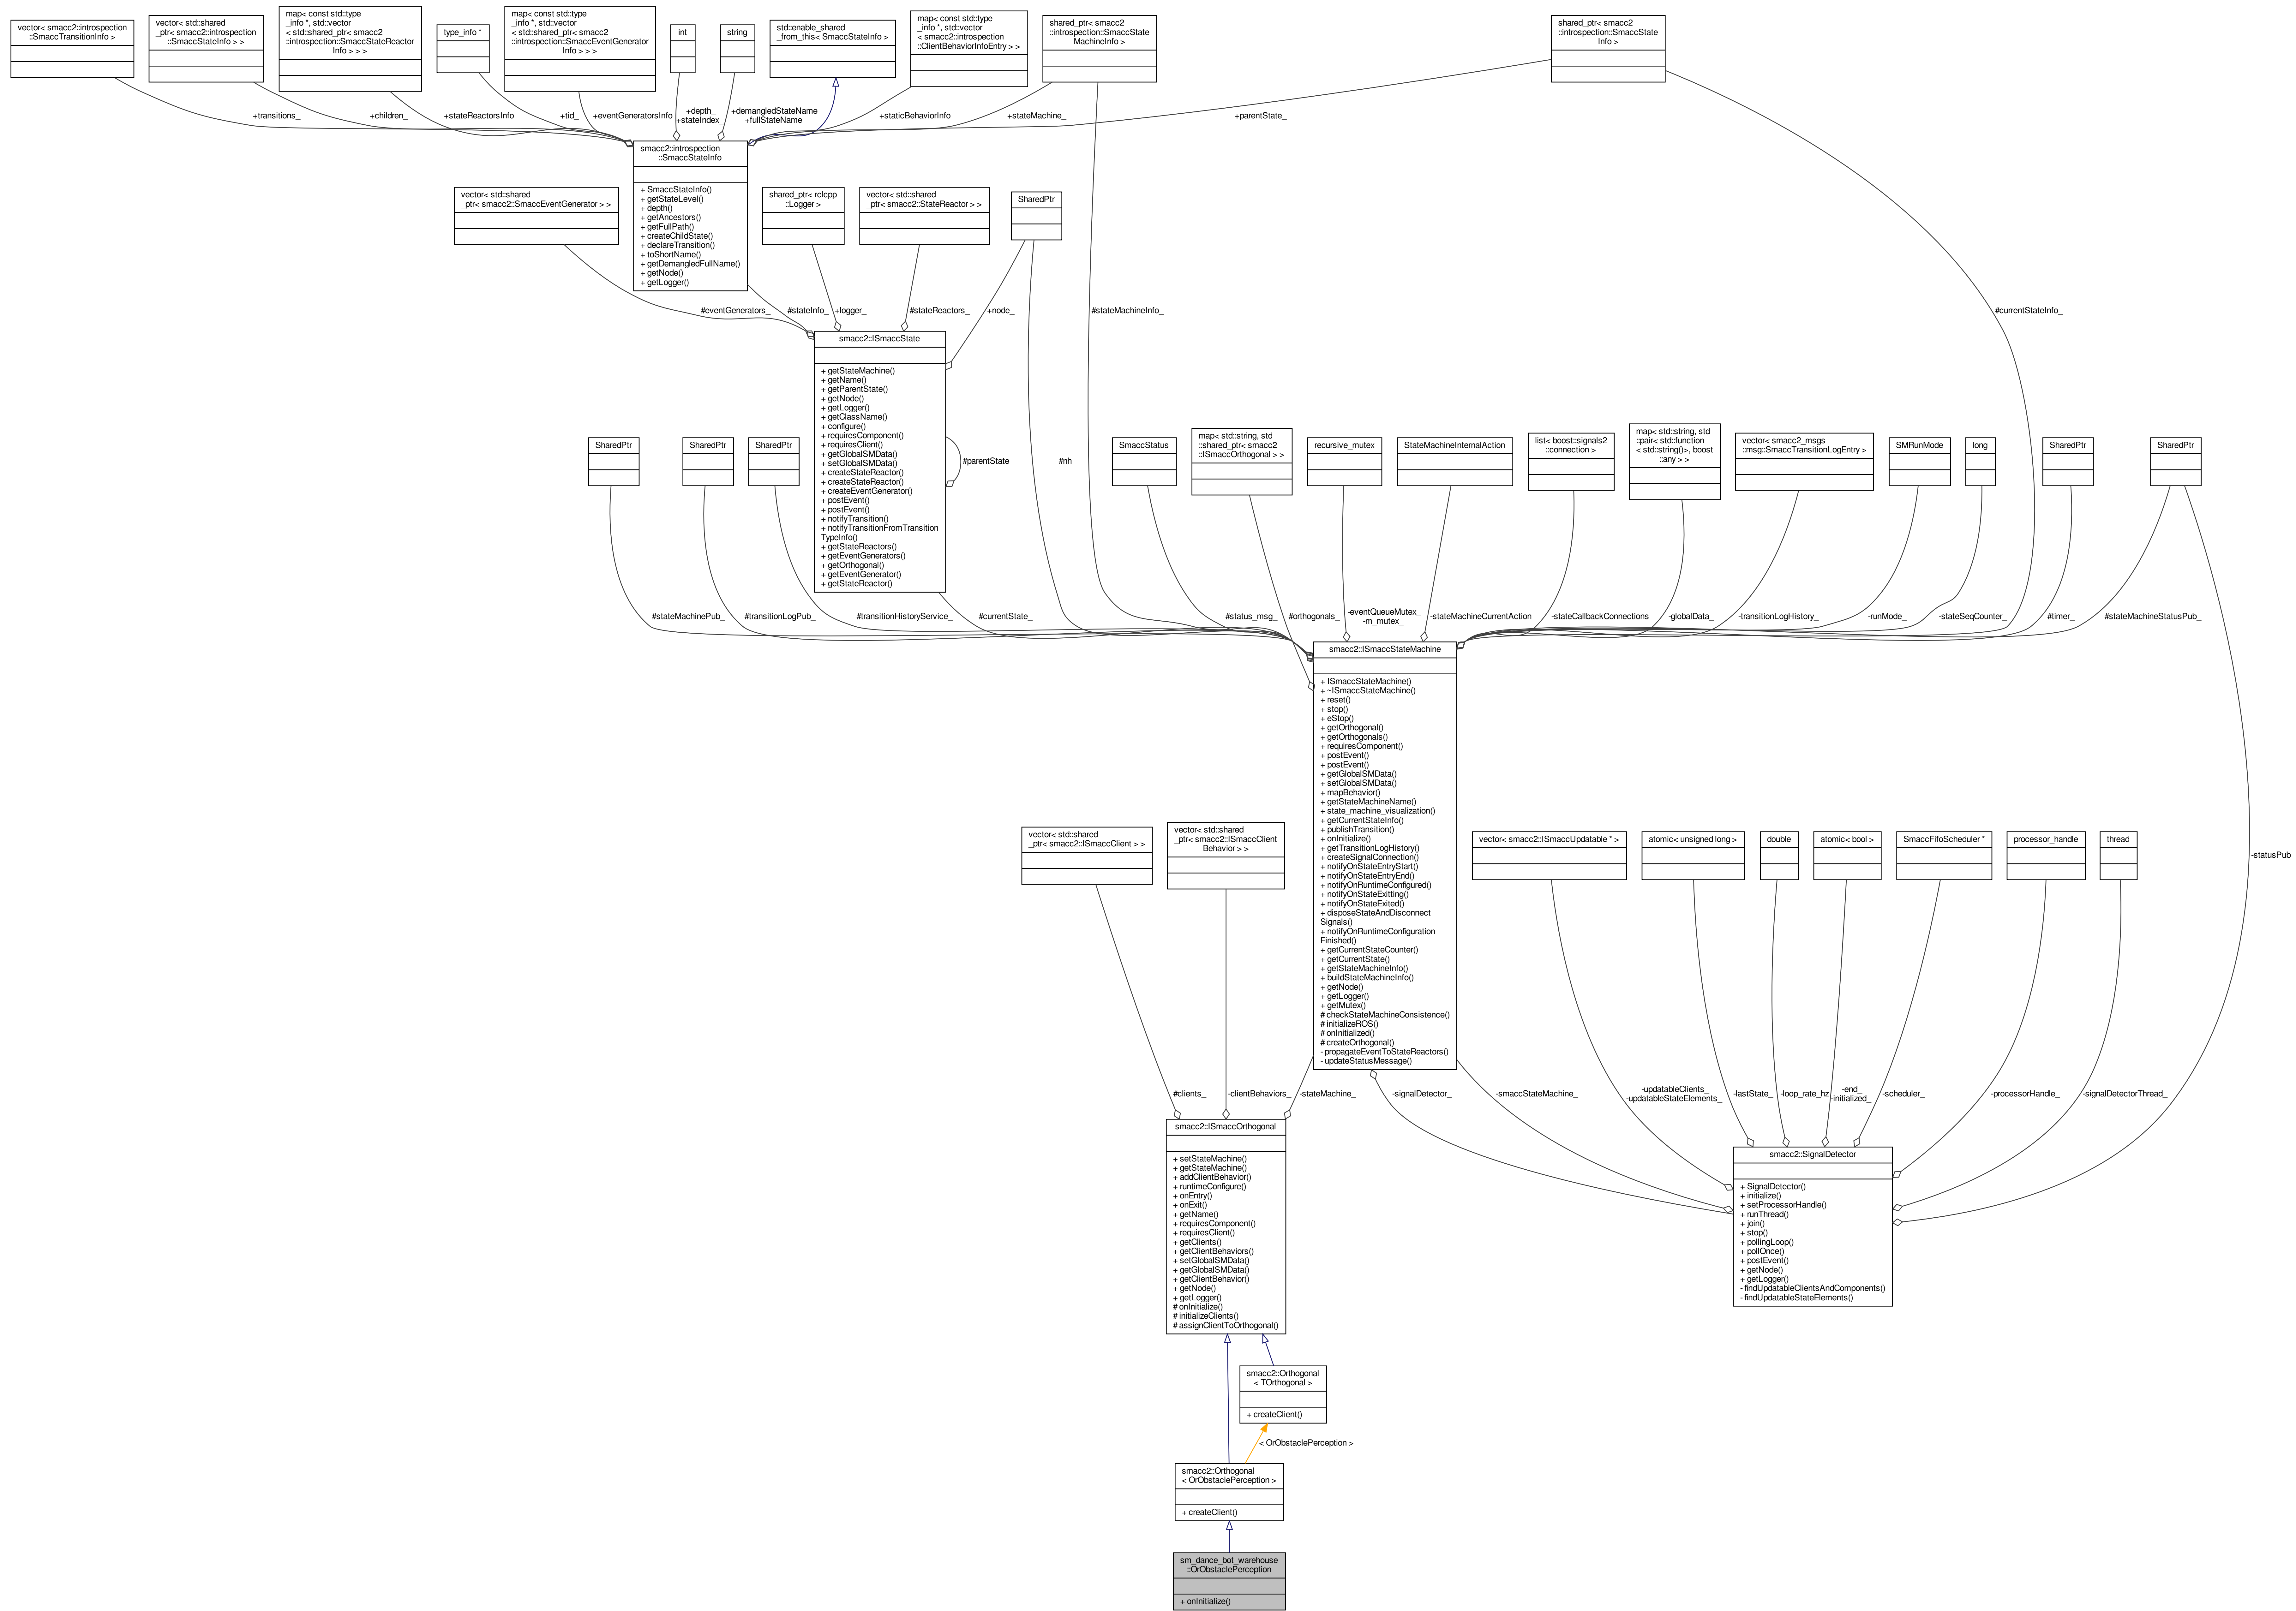 vector< smacc2::introspection
::SmaccTransitionInfo >
vector< std::shared
_ptr< smacc2::introspection
::SmaccStateInfo > >
map< const std::type
_info *, std::vector
< std::shared_ptr< smacc2
::introspection::SmaccStateReactor
Info > > >
type_info *
map< const std::type
_info *, std::vector
< std::shared_ptr< smacc2
::introspection::SmaccEventGenerator
Info > > >
int
string
std::enable_shared
_from_this< SmaccStateInfo >
map< const std::type
_info *, std::vector
< smacc2::introspection
::ClientBehaviorInfoEntry > >
shared_ptr< smacc2
::introspection::SmaccState
MachineInfo >
shared_ptr< smacc2
::introspection::SmaccState
Info >
+transitions_
+children_
+stateReactorsInfo
+tid_
+eventGeneratorsInfo
+depth_
+stateIndex_
+demangledStateName
+fullStateName
+staticBehaviorInfo
+stateMachine_
+parentState_
smacc2::introspection
::SmaccStateInfo
+ SmaccStateInfo()
+ getStateLevel()
+ depth()
+ getAncestors()
+ getFullPath()
+ createChildState()
+ declareTransition()
+ toShortName()
+ getDemangledFullName()
+ getNode()
+ getLogger()
vector< std::shared
_ptr< smacc2::SmaccEventGenerator > >
shared_ptr< rclcpp
::Logger >
vector< std::shared
_ptr< smacc2::StateReactor > >
SharedPtr
#eventGenerators_
#stateInfo_
+logger_
#stateReactors_
+node_
#stateMachineInfo_
#currentStateInfo_
smacc2::ISmaccState
+ getStateMachine()
+ getName()
+ getParentState()
+ getNode()
+ getLogger()
+ getClassName()
+ configure()
+ requiresComponent()
+ requiresClient()
+ getGlobalSMData()
+ setGlobalSMData()
+ createStateReactor()
+ createStateReactor()
+ createEventGenerator()
+ postEvent()
+ postEvent()
+ notifyTransition()
+ notifyTransitionFromTransition
TypeInfo()
+ getStateReactors()
+ getEventGenerators()
+ getOrthogonal()
+ getEventGenerator()
+ getStateReactor()
#parentState_
#nh_
SharedPtr
SharedPtr
SharedPtr
SmaccStatus
map< std::string, std
::shared_ptr< smacc2
::ISmaccOrthogonal > >
recursive_mutex
StateMachineInternalAction
list< boost::signals2
::connection >
map< std::string, std
::pair< std::function
< std::string()>, boost
::any > >
vector< smacc2_msgs
::msg::SmaccTransitionLogEntry >
SMRunMode
long
SharedPtr
SharedPtr
#stateMachinePub_
#transitionLogPub_
#transitionHistoryService_
#currentState_
#status_msg_
#orthogonals_
-eventQueueMutex_
-m_mutex_
-stateMachineCurrentAction
-stateCallbackConnections
-globalData_
-transitionLogHistory_
-runMode_
-stateSeqCounter_
#timer_
#stateMachineStatusPub_
smacc2::ISmaccStateMachine
+ ISmaccStateMachine()
+ ~ISmaccStateMachine()
+ reset()
+ stop()
+ eStop()
+ getOrthogonal()
+ getOrthogonals()
+ requiresComponent()
+ postEvent()
+ postEvent()
+ getGlobalSMData()
+ setGlobalSMData()
+ mapBehavior()
+ getStateMachineName()
+ state_machine_visualization()
+ getCurrentStateInfo()
+ publishTransition()
+ onInitialize()
+ getTransitionLogHistory()
+ createSignalConnection()
+ notifyOnStateEntryStart()
+ notifyOnStateEntryEnd()
+ notifyOnRuntimeConfigured()
+ notifyOnStateExitting()
+ notifyOnStateExited()
+ disposeStateAndDisconnect
Signals()
+ notifyOnRuntimeConfiguration
Finished()
+ getCurrentStateCounter()
+ getCurrentState()
+ getStateMachineInfo()
+ buildStateMachineInfo()
+ getNode()
+ getLogger()
+ getMutex()
# checkStateMachineConsistence()
# initializeROS()
# onInitialized()
# createOrthogonal()
- propagateEventToStateReactors()
- updateStatusMessage()
vector< std::shared
_ptr< smacc2::ISmaccClient > >
vector< std::shared
_ptr< smacc2::ISmaccClient
Behavior > >
vector< smacc2::ISmaccUpdatable * >
atomic< unsigned long >
double
atomic< bool >
SmaccFifoScheduler *
processor_handle
thread
-statusPub_
#clients_
-clientBehaviors_
-stateMachine_
-signalDetector_
-smaccStateMachine_
-updatableClients_
-updatableStateElements_
-lastState_
-loop_rate_hz
-end_
-initialized_
-scheduler_
-processorHandle_
-signalDetectorThread_
smacc2::ISmaccOrthogonal
+ setStateMachine()
+ getStateMachine()
+ addClientBehavior()
+ runtimeConfigure()
+ onEntry()
+ onExit()
+ getName()
+ requiresComponent()
+ requiresClient()
+ getClients()
+ getClientBehaviors()
+ setGlobalSMData()
+ getGlobalSMData()
+ getClientBehavior()
+ getNode()
+ getLogger()
# onInitialize()
# initializeClients()
# assignClientToOrthogonal()
smacc2::SignalDetector
+ SignalDetector()
+ initialize()
+ setProcessorHandle()
+ runThread()
+ join()
+ stop()
+ pollingLoop()
+ pollOnce()
+ postEvent()
+ getNode()
+ getLogger()
- findUpdatableClientsAndComponents()
- findUpdatableStateElements()
smacc2::Orthogonal
< TOrthogonal >
+ createClient()
< OrObstaclePerception >
smacc2::Orthogonal
< OrObstaclePerception >
+ createClient()
sm_dance_bot_warehouse
::OrObstaclePerception
+ onInitialize()